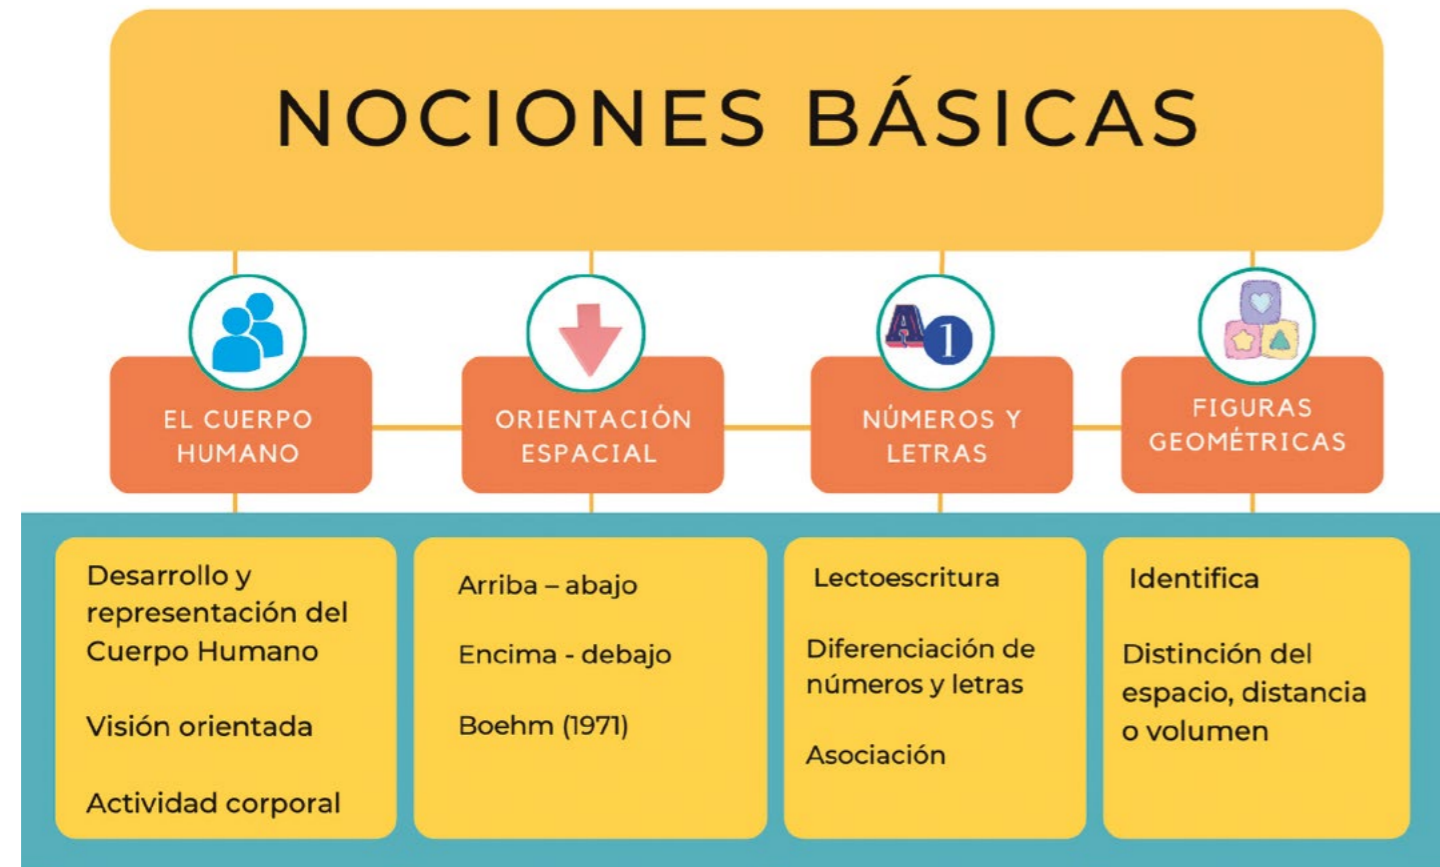 NOCIONES BÁSICAS
EL CUERPO
HUMANO
ORIENTACIÓN
ESPACIAL
A1
NÚMEROS Y
LETRAS
FIGURAS
GEOMÉTRICAS
Desarrollo y
representación del
Cuerpo Humano
Visión orientada
Actividad corporal
Arriba – abajo
Encima - debajo
Boehm (1971)
Lectoescritura
Diferenciación de
números y letras
Asociación
Identifica
Distinción del
espacio, distancia
o volumen